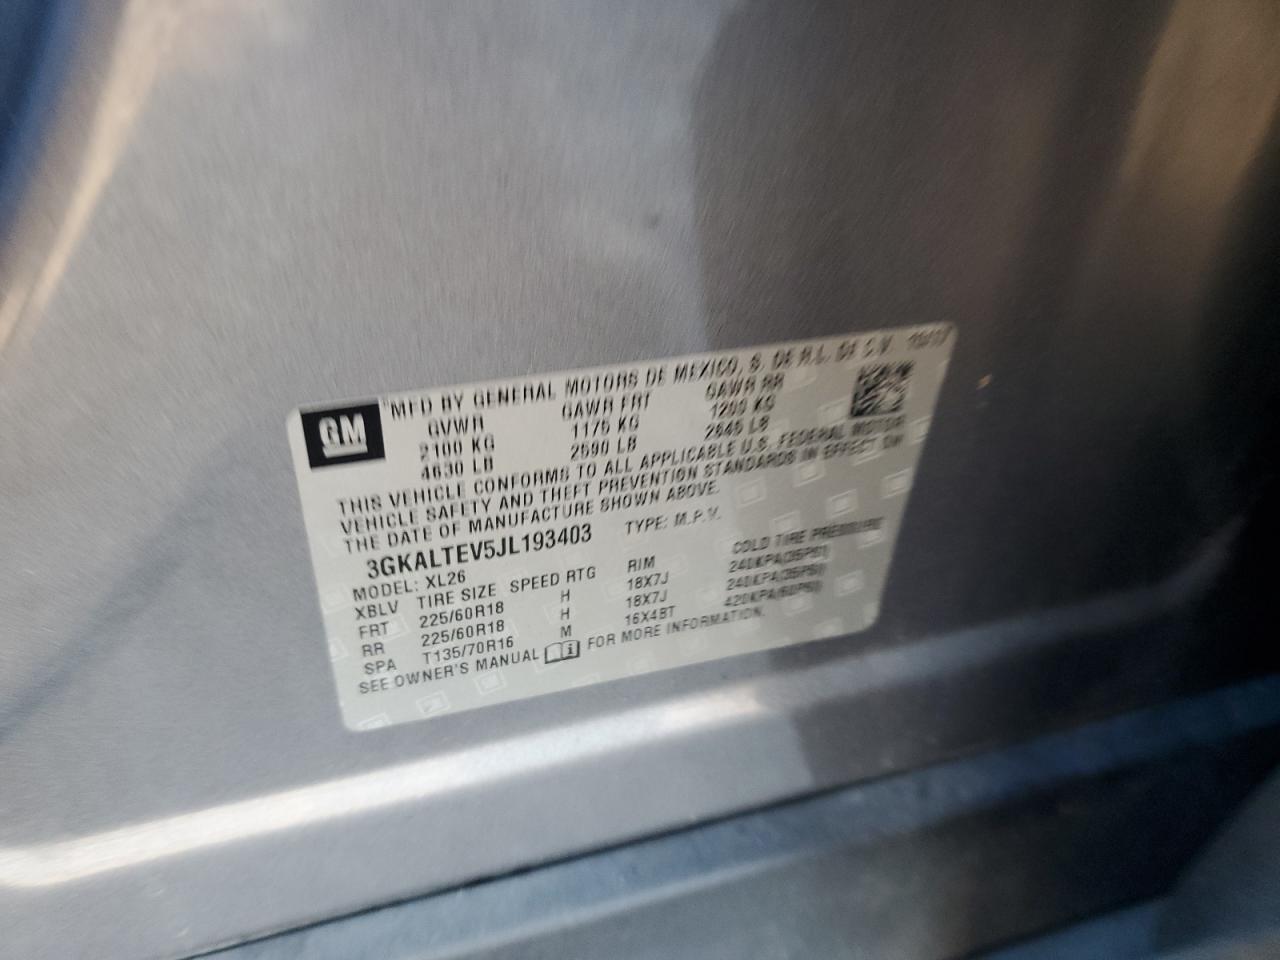 GM
MFD BY GENERAL MOTORS DE MEXICO, S. DE R.L. DE C.V. 10/17
GVWR GAWR FRT GAWR RR
2100 KG 1175 KG 1200 KG
4630 LB 2590 LB 2645 LB
THIS VEHICLE CONFORMS TO ALL APPLICABLE U.S. FEDERAL MOTOR
VEHICLE SAFETY AND THEFT PREVENTION STANDARDS IN EFFECT ON
THE DATE OF MANUFACTURE SHOWN ABOVE.
3GKALTEV5JL193403 TYPE: M.P.V.
MODEL: XL26
XBLV TIRE SIZE SPEED RTG RIM COLD TIRE PRESSURE
FRT 225/60R18 H 18X7J 240KPA(35PSI)
RR 225/60R18 H 18X7J 240KPA(35PSI)
SPA T135/70R16 M 16X4BT 420KPA(60PSI)
SEE OWNER'S MANUAL i FOR MORE INFORMATION.